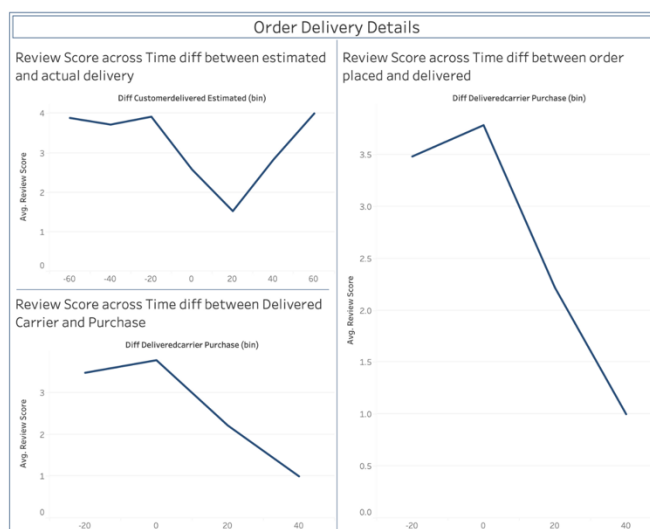 Order Delivery Details
Review Score across Time diff between estimated
and actual delivery
Diff Customerdelivered Estimated (bin)
4
3
2
1
0
Avg. Review Score
-60 -40 -20 0 20 40 60
Review Score across Time diff between Delivered
Carrier and Purchase
Diff Deliveredcarrier Purchase (bin)
3
2
1
0
Avg. Review Score
-20 0 20 40
Review Score across Time diff between order
placed and delivered
Diff Deliveredcarrier Purchase (bin)
3.5
3.0
2.5
2.0
1.5
1.0
0.5
0.0
Avg. Review Score
-20 0 20 40